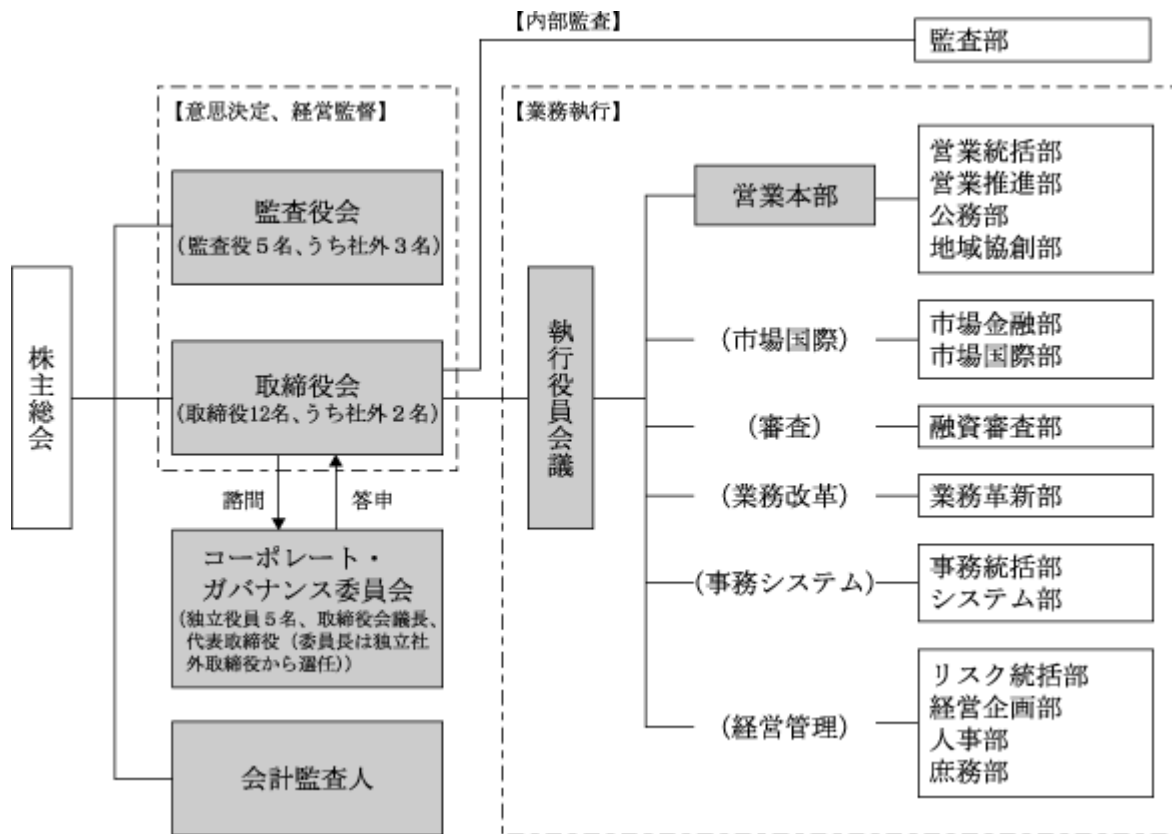 【内部監査】
監査部
【意思決定、経営監督】
【業務執行】
監査役会
(監査役5名、うち社外3名)
株主総会
取締役会
(取締役12名、うち社外2名)
諮問
答申
コーポレート・
ガバナンス委員会
(独立役員5名、取締役会議長、
代表取締役(委員長は独立社
外取締役から選任))
会計監査人
執行役員会議
営業本部
営業統括部
営業推進部
公務部
地域協創部
(市場国際)
市場金融部
市場国際部
(審査)
融資審査部
(業務改革)
業務革新部
(事務システム)
事務統括部
システム部
(経営管理)
リスク統括部
経営企画部
人事部
庶務部